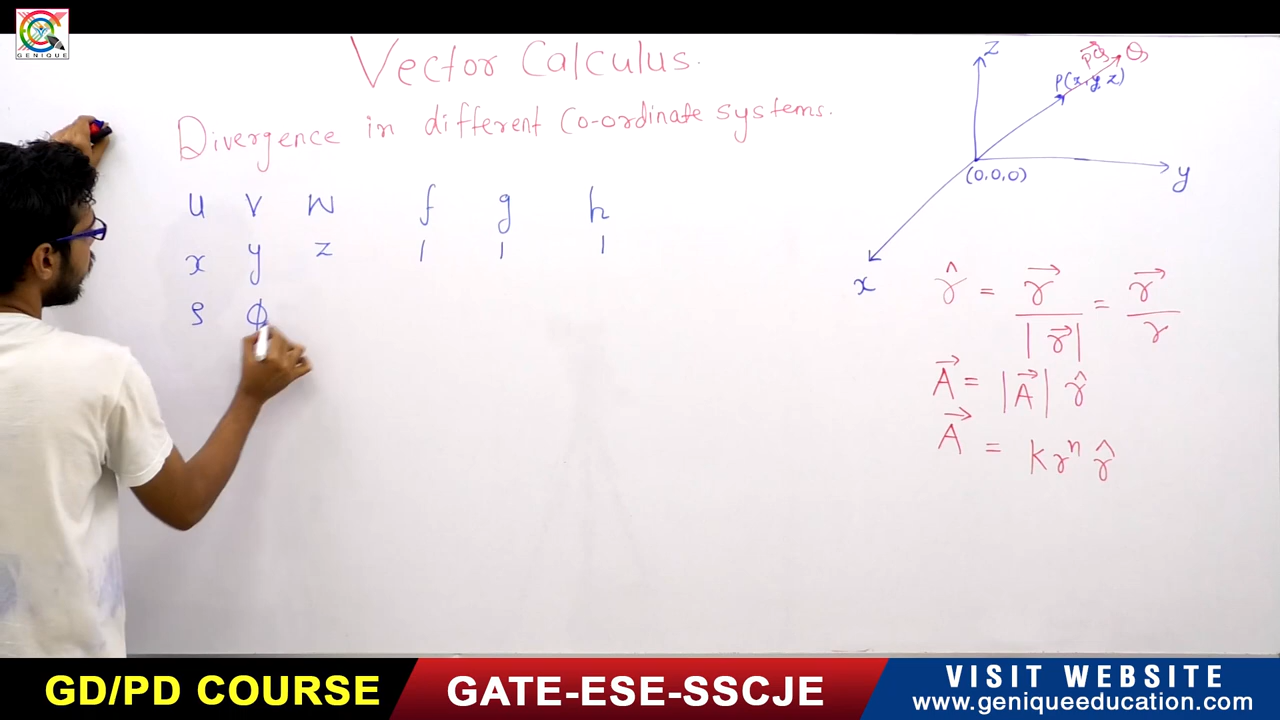 GENIQUE
Vector Calculus.
Divergence in different Co-ordinate systems.
u v w f g h
x y z 1 1 1
ρ ϕ
z
PQ Q
P(x, y, z)
(0,0,0)
y
x
r̂ = r⃗ / |r⃗| = r⃗ / r
A⃗ = |A⃗| r̂
A⃗ = k rⁿ r̂
GD/PD COURSE
GATE-ESE-SSCJE
VISIT WEBSITE
www.geniqueeducation.com